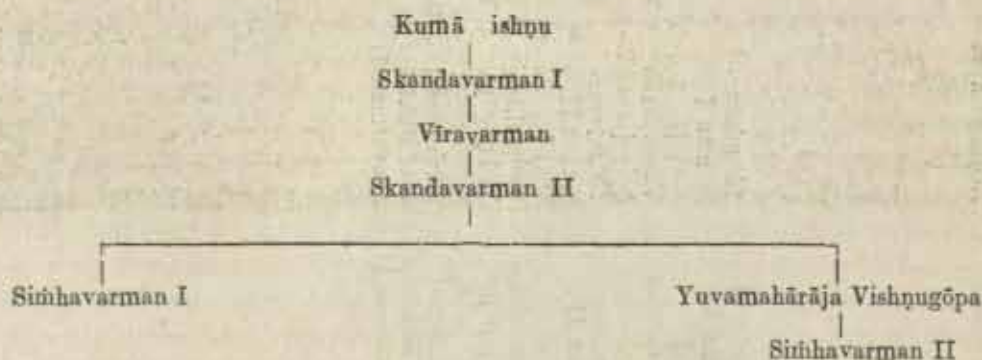 Kumā ishṇu
Skandavarman I
Vīravarman
Skandavarman II
Siṁhavarman I Yuvamahārāja Vishṇugōpa
Siṁhavarman II